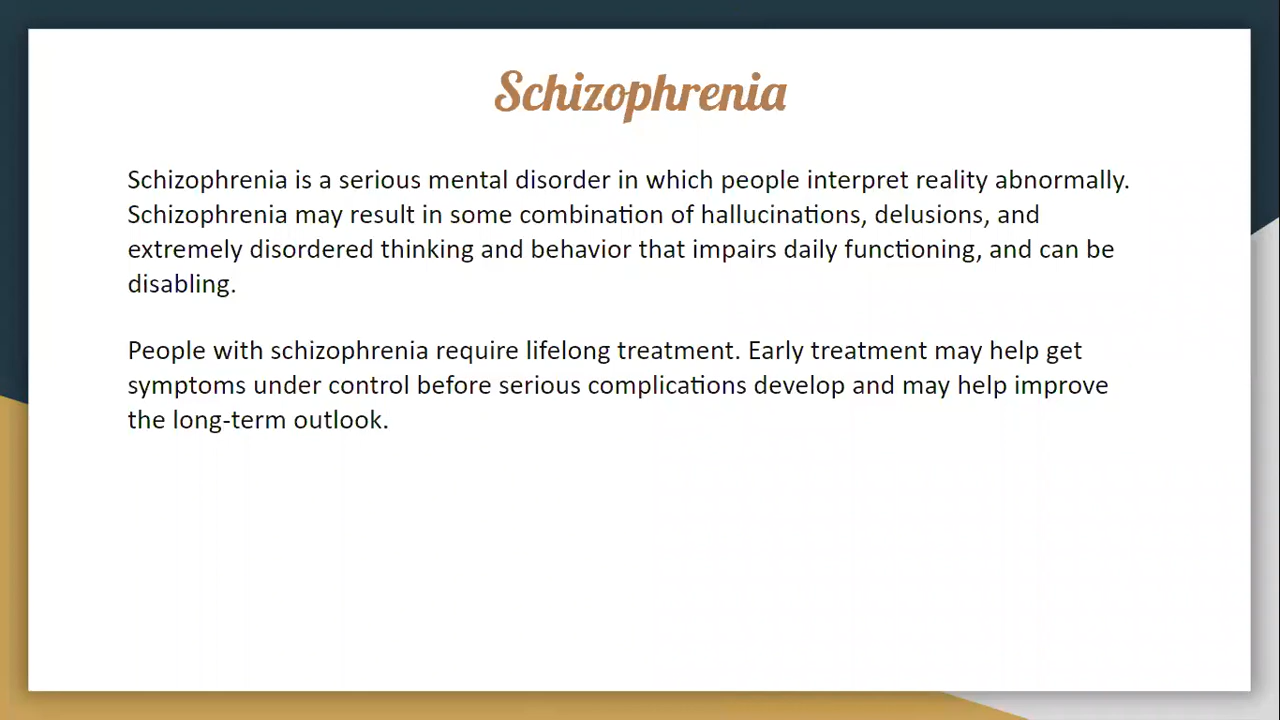 Schizophrenia
Schizophrenia is a serious mental disorder in which people interpret reality abnormally.
Schizophrenia may result in some combination of hallucinations, delusions, and
extremely disordered thinking and behavior that impairs daily functioning, and can be
disabling.
People with schizophrenia require lifelong treatment. Early treatment may help get
symptoms under control before serious complications develop and may help improve
the long-term outlook.